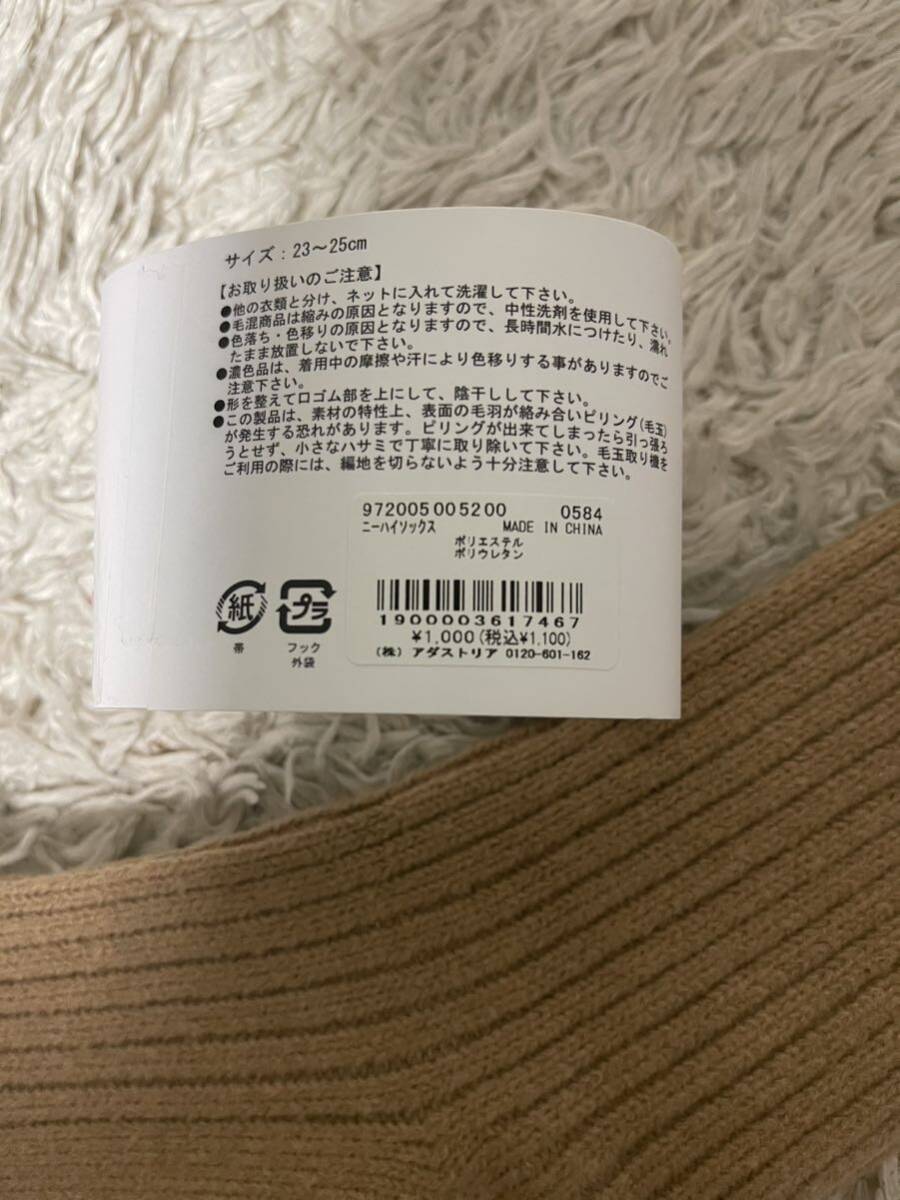 サイズ：23～25cm
【お取り扱いのご注意】
●他の衣類と分け、ネットに入れて洗濯して下さい。
●毛混商品は縮みの原因となりますので、中性洗剤を使用して下さい。
●色落ち・色移りの原因となりますので、長時間水につけたり、濡れ
たまま放置しないで下さい。
●濃色品は、着用中の摩擦や汗により色移りする事がありますのでご
注意下さい。
●形を整えて口ゴム部を上にして、陰干しして下さい。
●この製品は、素材の特性上、表面の毛羽が絡み合いピリング(毛玉)
が発生する恐れがあります。ピリングが出来てしまったら引っ張ろ
うとせず、小さなハサミで丁寧に取り除いて下さい。毛玉取り機を
ご利用の際には、編地を切らないよう十分注意して下さい。
972005005200 0584
ニーハイソックス MADE IN CHINA
ポリエステル
ポリウレタン
1900003617467
¥1,000(税込¥1,100)
(株) アダストリア 0120-601-162
紙 プラ
帯 フック
外袋